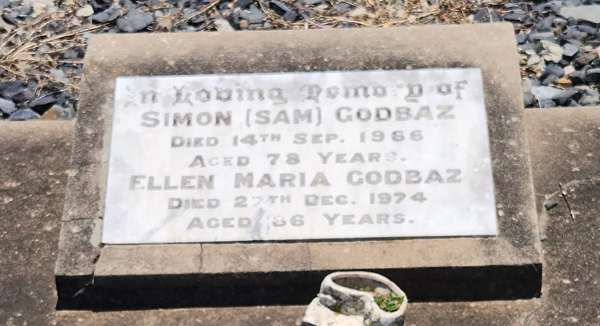 In Loving Memory of
SIMON (SAM) GODBAZ
DIED 14TH SEP. 1966
AGED 78 YEARS.
ELLEN MARIA GODBAZ
DIED 27TH DEC. 1974
AGED 86 YEARS.